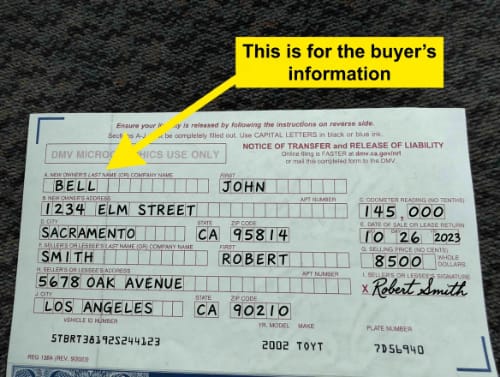 This is for the buyer's
information
Ensure your liability is released by following the instructions on reverse side.
Sections A-J must be completely filled out. Use CAPITAL LETTERS in black or blue ink.
DMV MICROGRAPHICS USE ONLY
NOTICE OF TRANSFER and RELEASE OF LIABILITY
Online filing is FASTER at dmv.ca.gov/nrl
or mail this completed form to the DMV.
A. NEW OWNER'S LAST NAME (OR) COMPANY NAME FIRST
BELL JOHN
B. NEW OWNER'S ADDRESS APT NUMBER G. ODOMETER READING (NO TENTHS)
1234 ELM STREET 145,000
C. CITY STATE ZIP CODE DATE OF SALE OR LEASE RETURN
SACRAMENTO CA 95814 10 26 2023
F. SELLER'S OR LESSEE'S LAST NAME (OR) COMPANY NAME FIRST SELLING PRICE (NO CENTS)
SMITH ROBERT 8500 WHOLE DOLLARS
H. SELLER'S OR LESSEE'S ADDRESS APT NUMBER I. SELLER'S OR LESSEE'S SIGNATURE
5678 OAK AVENUE X Robert Smith
J. CITY STATE ZIP CODE
LOS ANGELES CA 90210
VEHICLE ID NUMBER YR. MODEL MAKE PLATE NUMBER
5TBRT38192S244123 2002 TOYT 7D56940
REG 138A (REV. 9/2020)